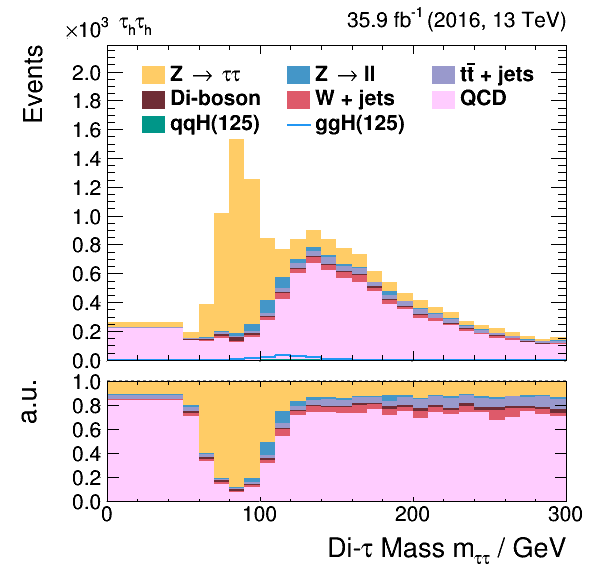 ×10³ τₕτₕ 35.9 fb⁻¹ (2016, 13 TeV)
Events
2.0
1.8
1.6
1.4
1.2
1.0
0.8
0.6
0.4
0.2
0.0
Z → ττ Z → ll tt̄ + jets
Di-boson W + jets QCD
qqH(125) ggH(125)
a.u.
1.0
0.8
0.6
0.4
0.2
0.0
0 100 200 300
Di-τ Mass m_ττ / GeV